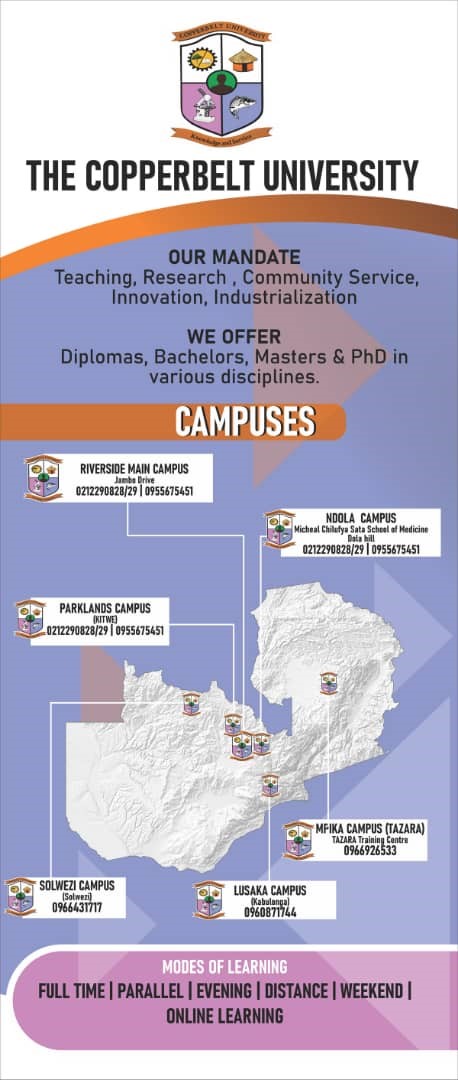 COPPERBELT UNIVERSITY
Knowledge and Service
THE COPPERBELT UNIVERSITY
OUR MANDATE
Teaching, Research , Community Service,
Innovation, Industrialization
WE OFFER
Diplomas, Bachelors, Masters & PhD in
various disciplines.
CAMPUSES
RIVERSIDE MAIN CAMPUS
Jambo Drive
0212290828/29 | 0955675451
NDOLA CAMPUS
Micheal Chilufya Sata School of Medicine
Dola hill
0212290828/29 | 0955675451
PARKLANDS CAMPUS
(KITWE)
0212290828/29 | 0955675451
MFIKA CAMPUS (TAZARA)
TAZARA Training Centre
0966926533
SOLWEZI CAMPUS
(Solwezi)
0966431717
LUSAKA CAMPUS
(Kabulonga)
0960871744
MODES OF LEARNING
FULL TIME | PARALLEL | EVENING | DISTANCE | WEEKEND |
ONLINE LEARNING